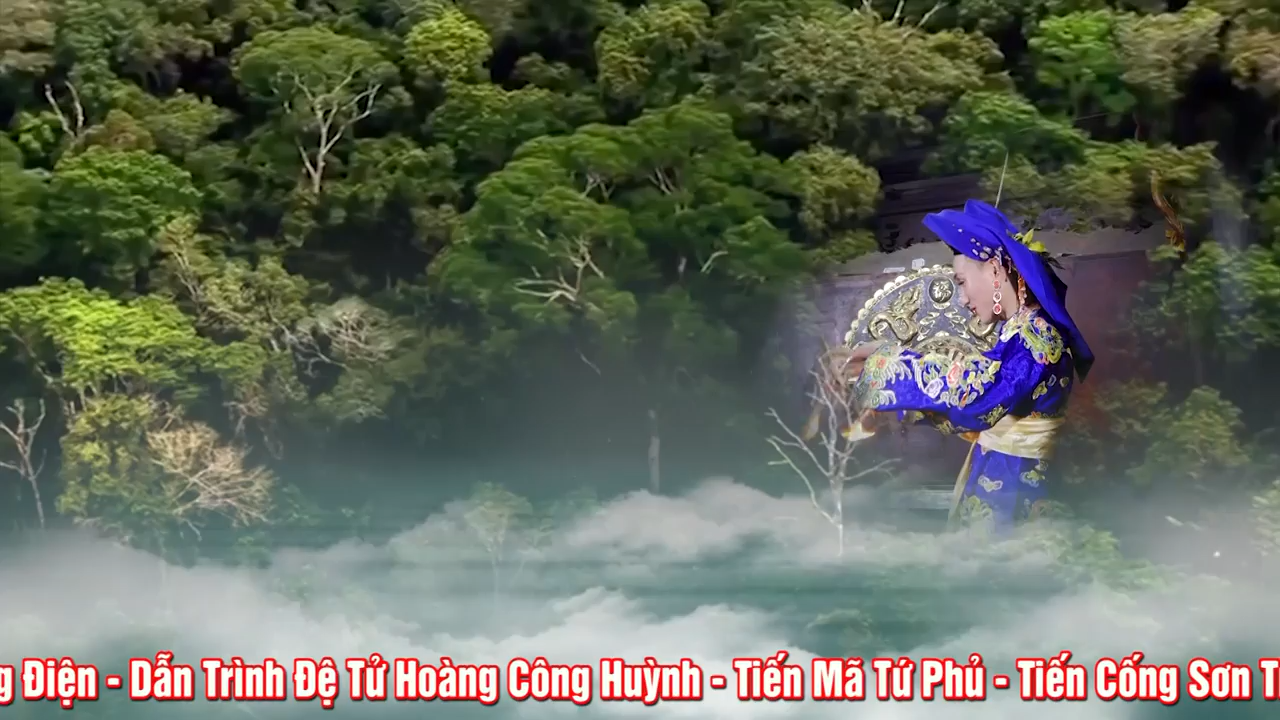 Điện - Dẫn Trình Đệ Tử Hoàng Công Huỳnh - Tiến Mã Tứ Phủ - Tiến Cống Sơn